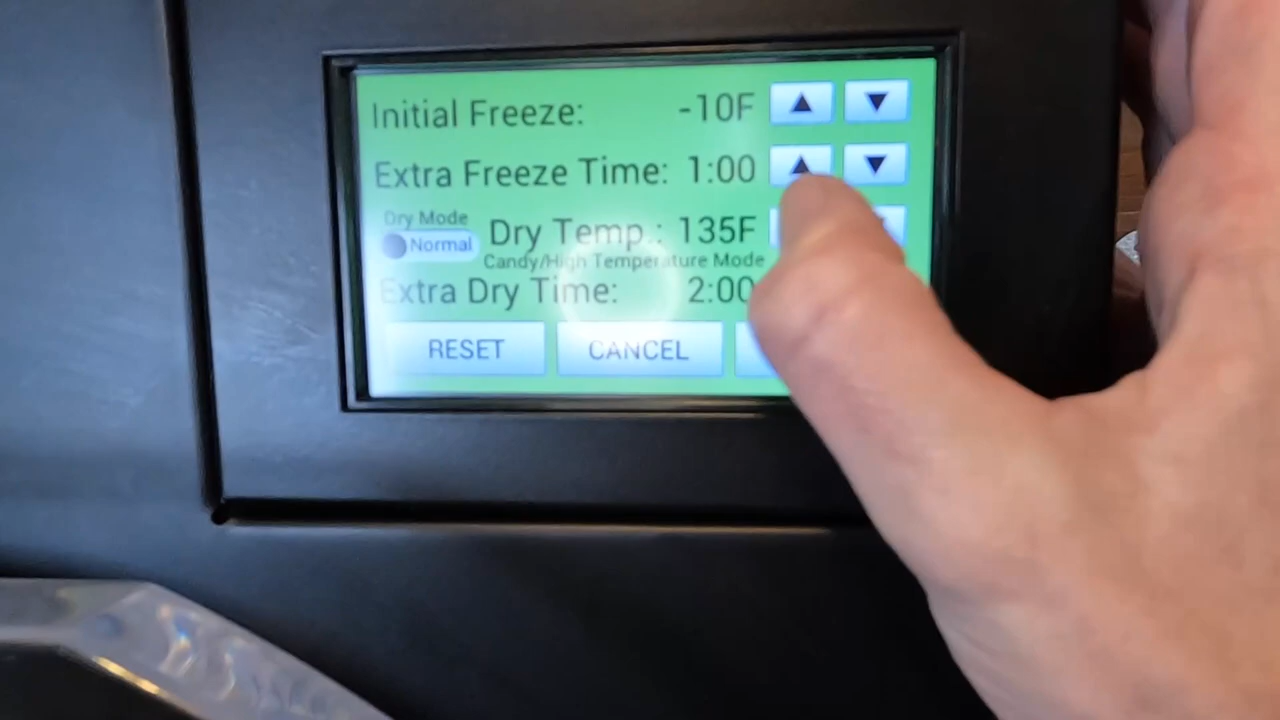 Initial Freeze: -10F ▲ ▼
Extra Freeze Time: 1:00 ▲ ▼
Dry Mode
Normal
Dry Temp.: 135F
Candy/High Temperature Mode
Extra Dry Time: 2:00
RESET CANCEL